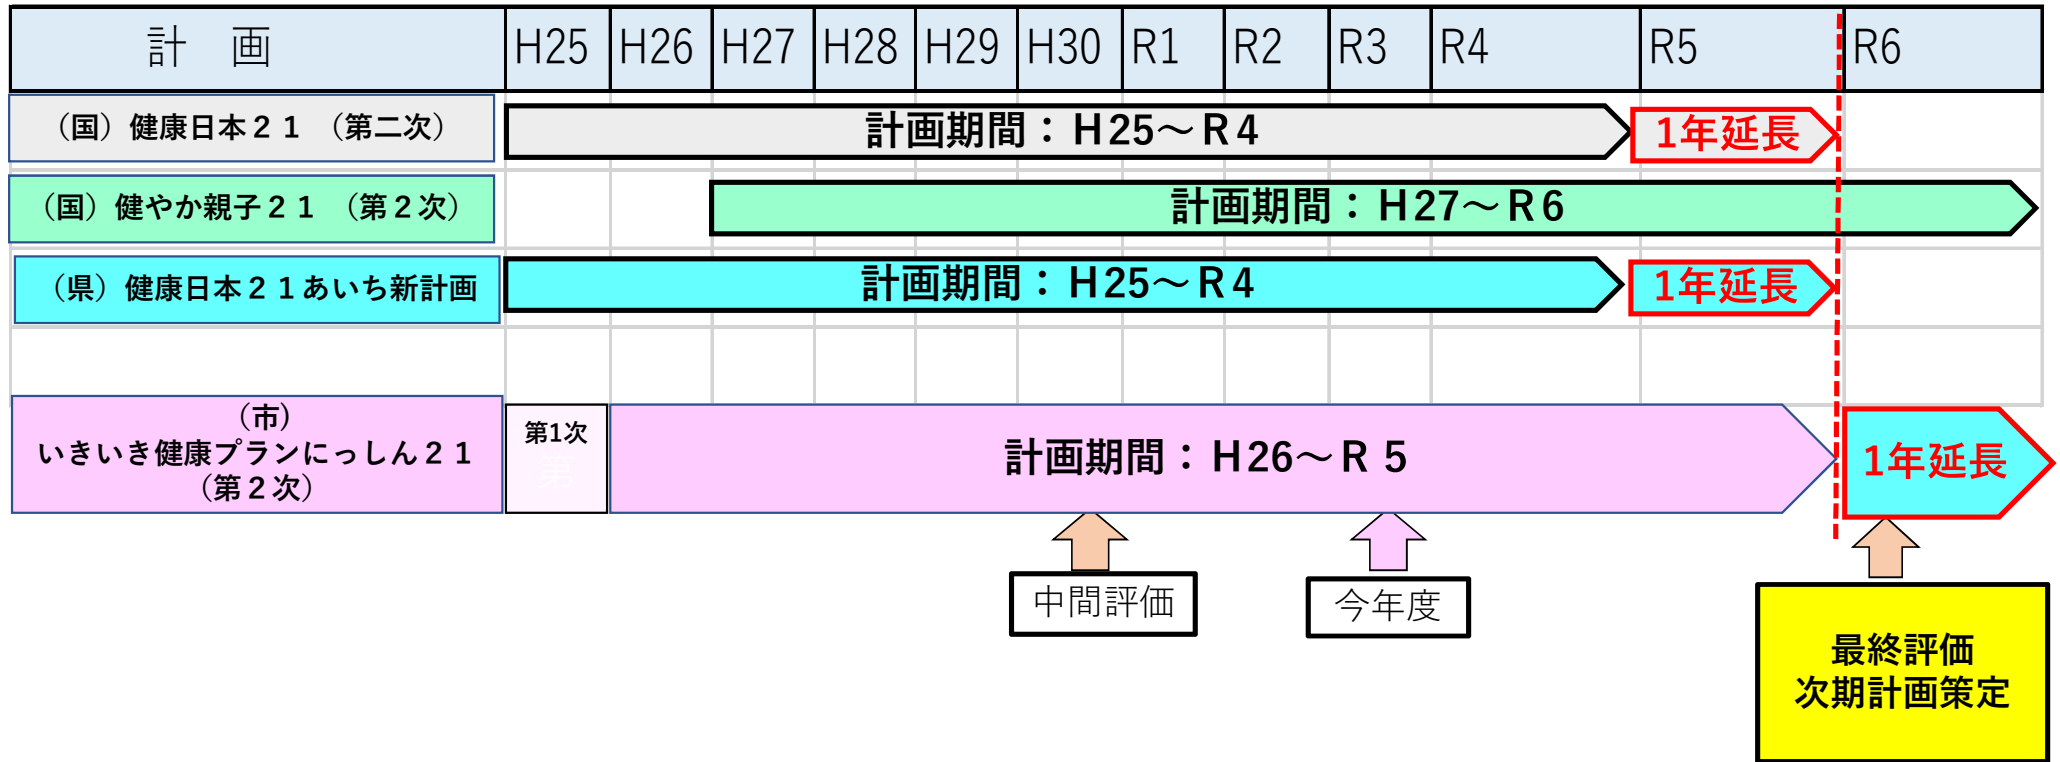 計　画 H25 H26 H27 H28 H29 H30 R1 R2 R3 R4 R5 R6
（国）健康日本２１　（第二次） 計画期間：Ｈ25～Ｒ4 1年延長
（国）健やか親子２１　（第２次） 計画期間：Ｈ27～Ｒ6
（県）健康日本２１あいち新計画 計画期間：Ｈ25～Ｒ4 1年延長
（市）
いきいき健康プランにっしん２１
（第２次）
第1次
第
計画期間：Ｈ26～Ｒ５
1年延長
中間評価
今年度
最終評価
次期計画策定